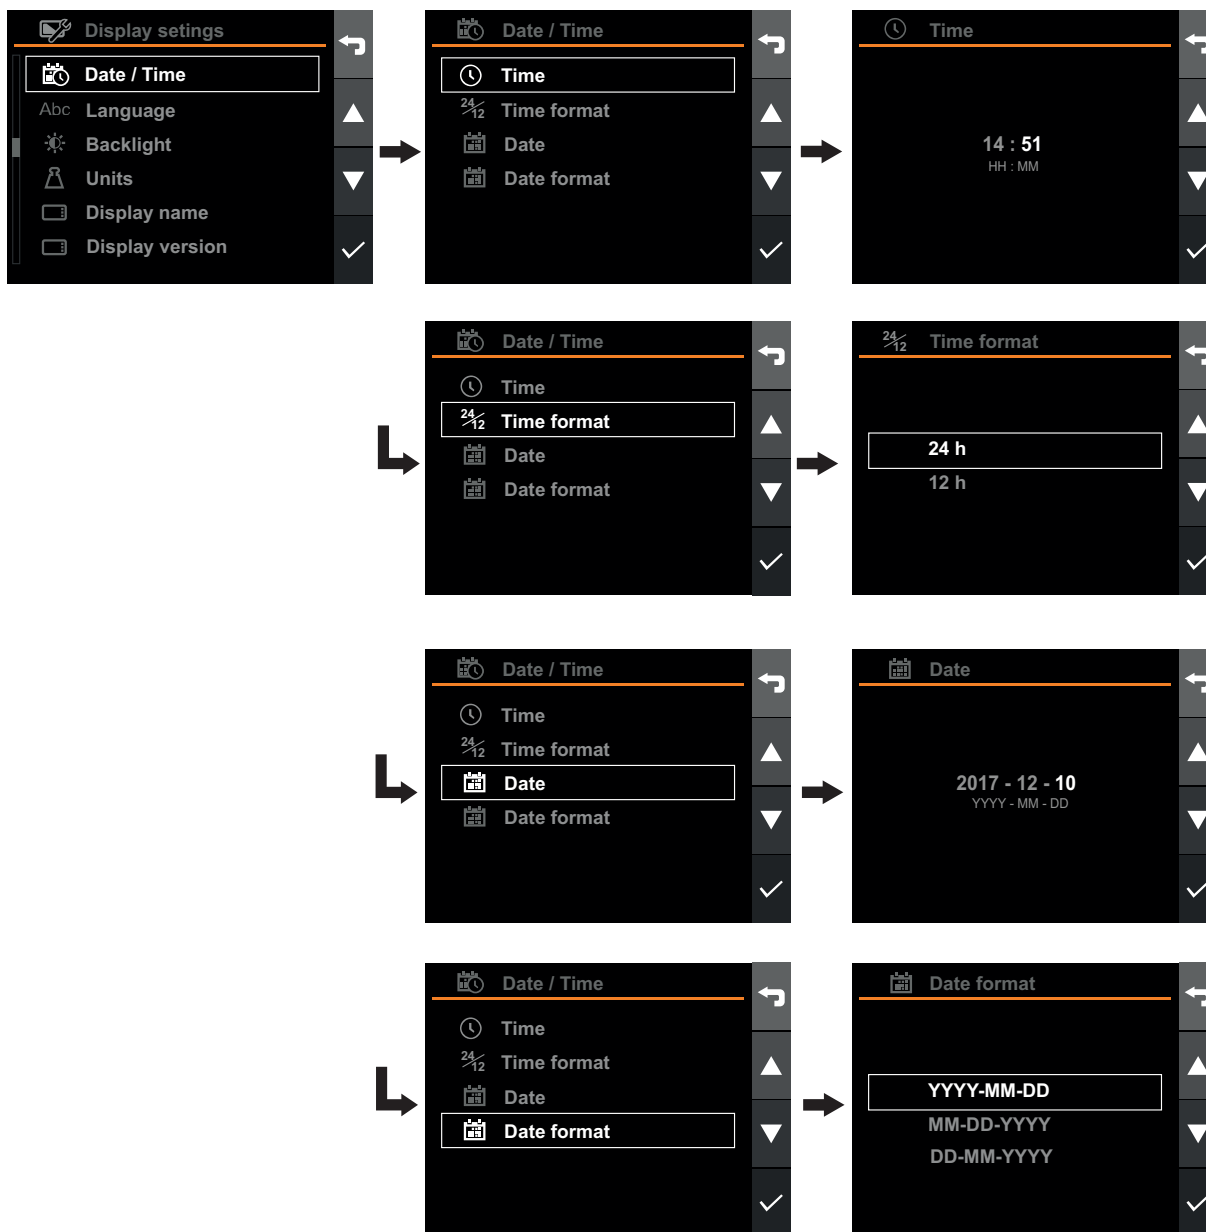 Display setings
Date / Time
Abc Language
Backlight
Units
Display name
Display version
Date / Time
Time
24/12 Time format
Date
Date format
Time
14 : 51
HH : MM
Date / Time
Time
24/12 Time format
Date
Date format
24/12 Time format
24 h
12 h
Date / Time
Time
24/12 Time format
Date
Date format
Date
2017 - 12 - 10
YYYY - MM - DD
Date / Time
Time
24/12 Time format
Date
Date format
Date format
YYYY-MM-DD
MM-DD-YYYY
DD-MM-YYYY